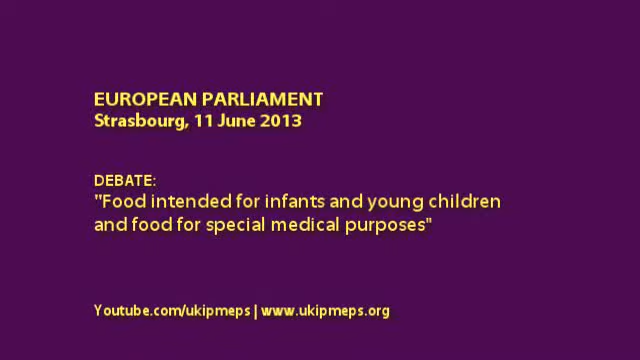 EUROPEAN PARLIAMENT
Strasbourg, 11 June 2013
DEBATE:
"Food intended for infants and young children
and food for special medical purposes"
Youtube.com/ukipmeps | www.ukipmeps.org